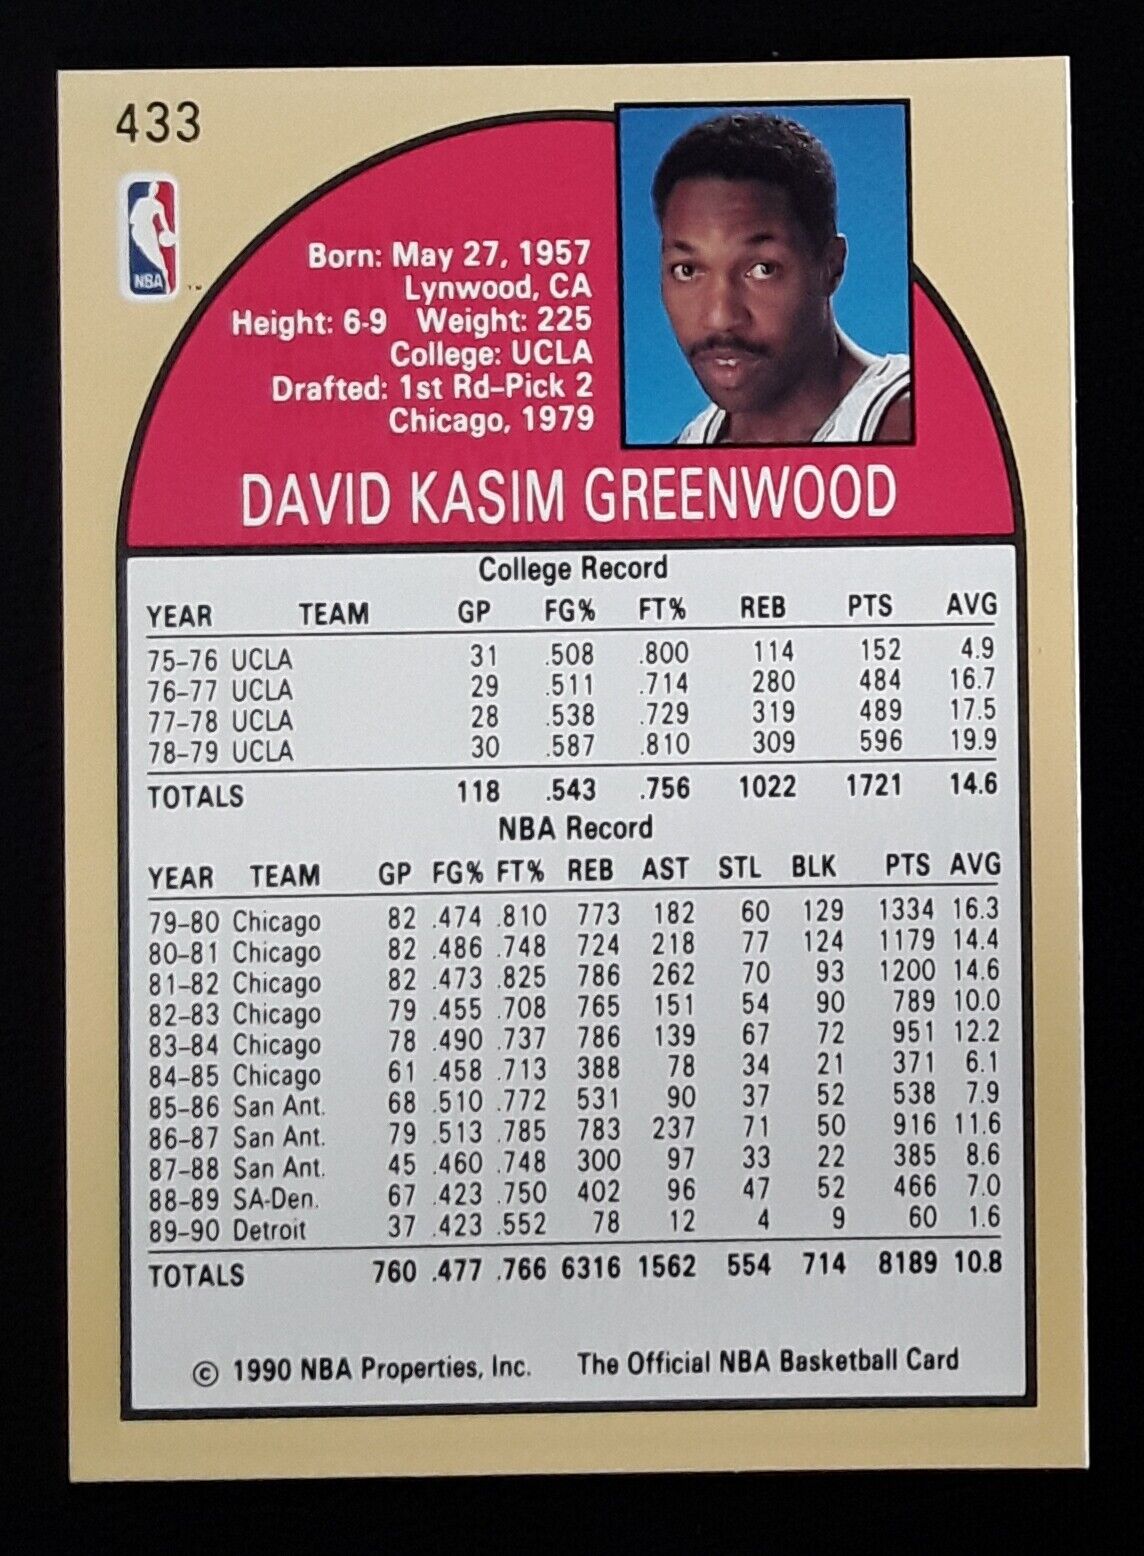 433
NBA
TM
Born: May 27, 1957
Lynwood, CA
Height: 6-9 Weight: 225
College: UCLA
Drafted: 1st Rd-Pick 2
Chicago, 1979
DAVID KASIM GREENWOOD
College Record
YEAR TEAM GP FG% FT% REB PTS AVG
75-76 UCLA 31 .508 .800 114 152 4.9
76-77 UCLA 29 .511 .714 280 484 16.7
77-78 UCLA 28 .538 .729 319 489 17.5
78-79 UCLA 30 .587 .810 309 596 19.9
TOTALS 118 .543 .756 1022 1721 14.6
NBA Record
YEAR TEAM GP FG% FT% REB AST STL BLK PTS AVG
79-80 Chicago 82 .474 .810 773 182 60 129 1334 16.3
80-81 Chicago 82 .486 .748 724 218 77 124 1179 14.4
81-82 Chicago 82 .473 .825 786 262 70 93 1200 14.6
82-83 Chicago 79 .455 .708 765 151 54 90 789 10.0
83-84 Chicago 78 .490 .737 786 139 67 72 951 12.2
84-85 Chicago 61 .458 .713 388 78 34 21 371 6.1
85-86 San Ant. 68 .510 .772 531 90 37 52 538 7.9
86-87 San Ant. 79 .513 .785 783 237 71 50 916 11.6
87-88 San Ant. 45 .460 .748 300 97 33 22 385 8.6
88-89 SA-Den. 67 .423 .750 402 96 47 52 466 7.0
89-90 Detroit 37 .423 .552 78 12 4 9 60 1.6
TOTALS 760 .477 .766 6316 1562 554 714 8189 10.8
© 1990 NBA Properties, Inc. The Official NBA Basketball Card